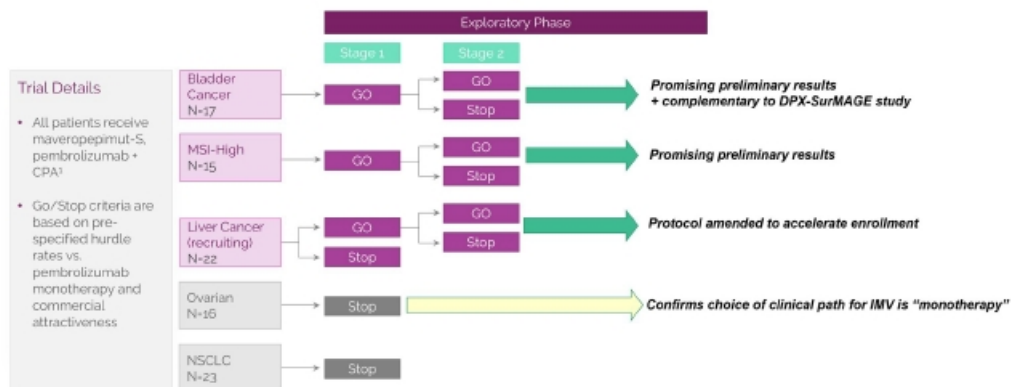 Exploratory Phase
Stage 1
Stage 2
Trial Details
• All patients receive
maveropepimut-S,
pembrolizumab +
CPA¹
• Go/Stop criteria are
based on pre-
specified hurdle
rates vs.
pembrolizumab
monotherapy and
commercial
attractiveness
Bladder
Cancer
N=17
GO
GO
Stop
Promising preliminary results
+ complementary to DPX-SurMAGE study
MSI-High
N=15
GO
GO
Stop
Promising preliminary results
Liver Cancer
(recruiting)
N=22
GO
Stop
GO
Stop
Protocol amended to accelerate enrollment
Ovarian
N=16
Stop
Confirms choice of clinical path for IMV is “monotherapy”
NSCLC
N=23
Stop